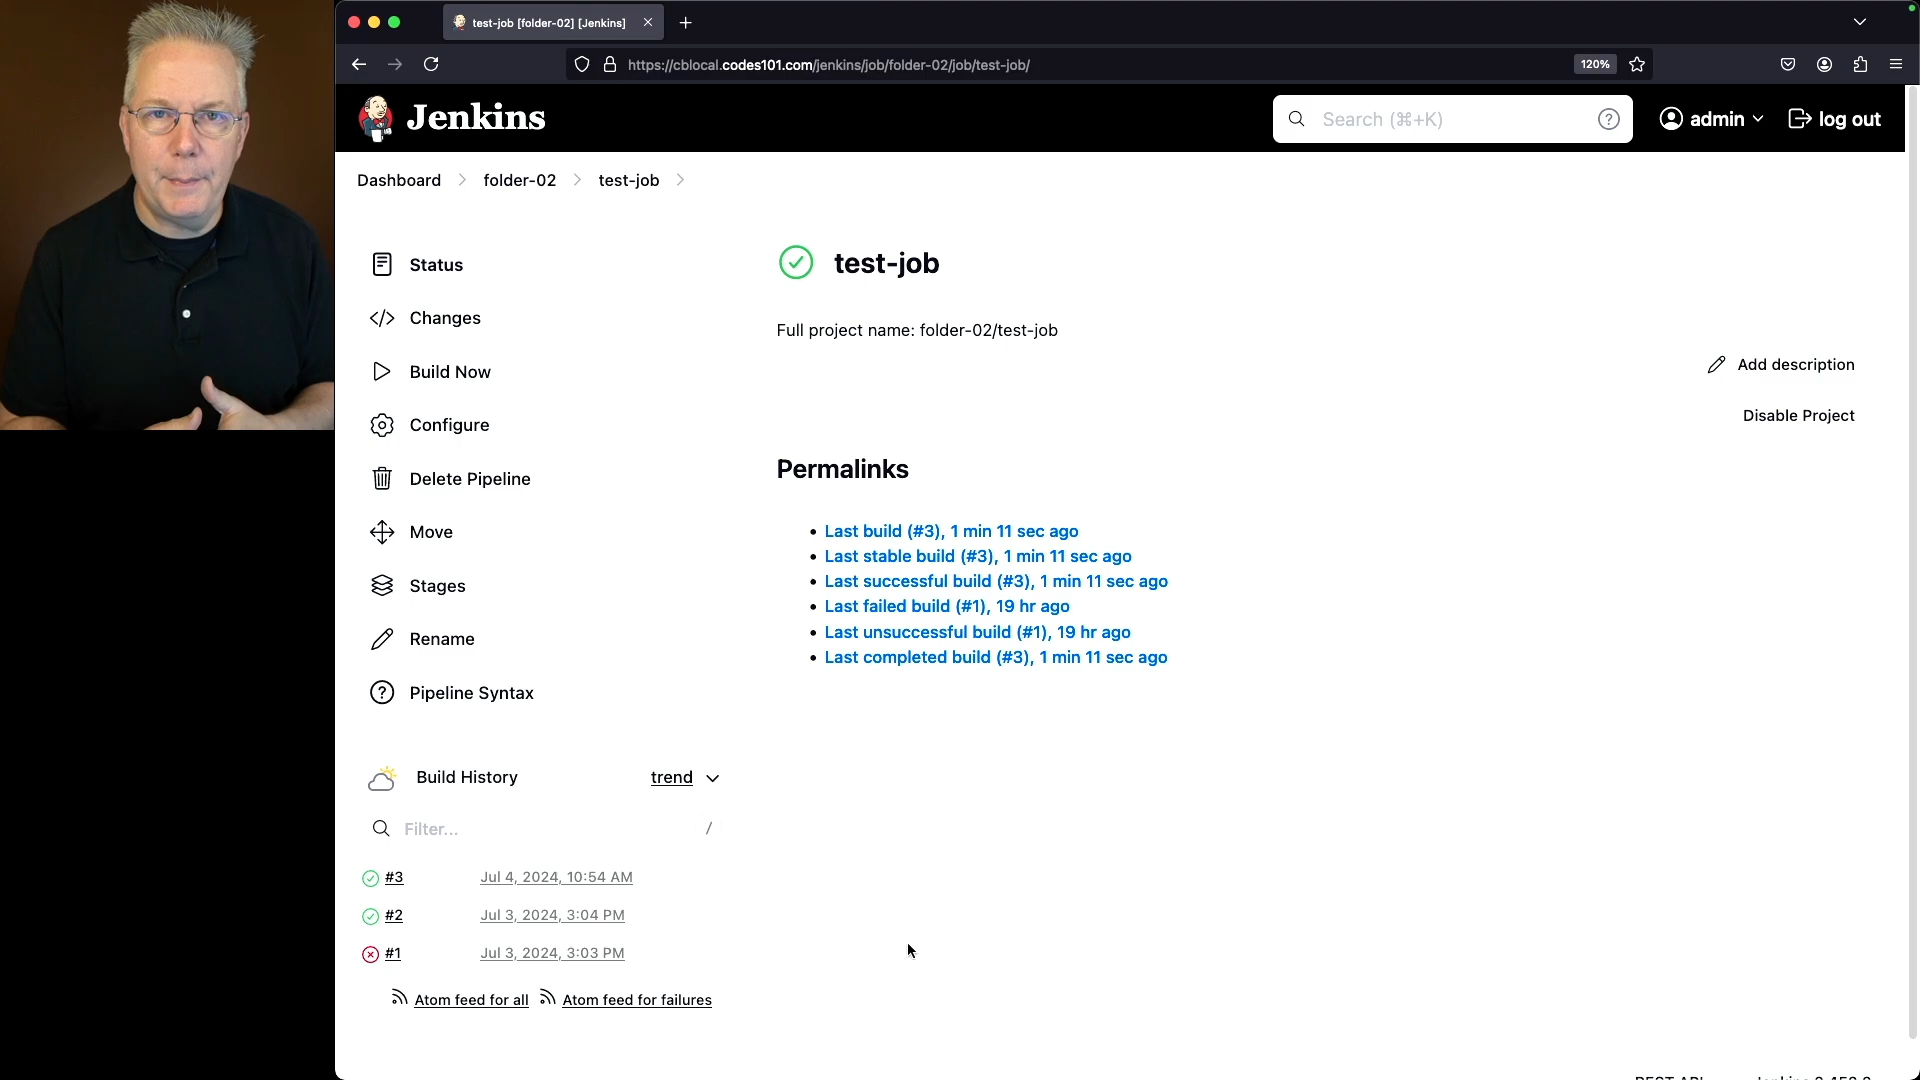 test-job [folder-02] [Jenkins]
https://cblocal.codes101.com/jenkins/job/folder-02/job/test-job/
120%
Jenkins
Search (⌘+K)
admin
log out
Dashboard
folder-02
test-job
Status
Changes
Build Now
Configure
Delete Pipeline
Move
Stages
Rename
Pipeline Syntax
test-job
Full project name: folder-02/test-job
Add description
Disable Project
Permalinks
• Last build (#3), 1 min 11 sec ago
• Last stable build (#3), 1 min 11 sec ago
• Last successful build (#3), 1 min 11 sec ago
• Last failed build (#1), 19 hr ago
• Last unsuccessful build (#1), 19 hr ago
• Last completed build (#3), 1 min 11 sec ago
Build History
trend
Filter...
/
#3 Jul 4, 2024, 10:54 AM
#2 Jul 3, 2024, 3:04 PM
#1 Jul 3, 2024, 3:03 PM
Atom feed for all
Atom feed for failures
REST API